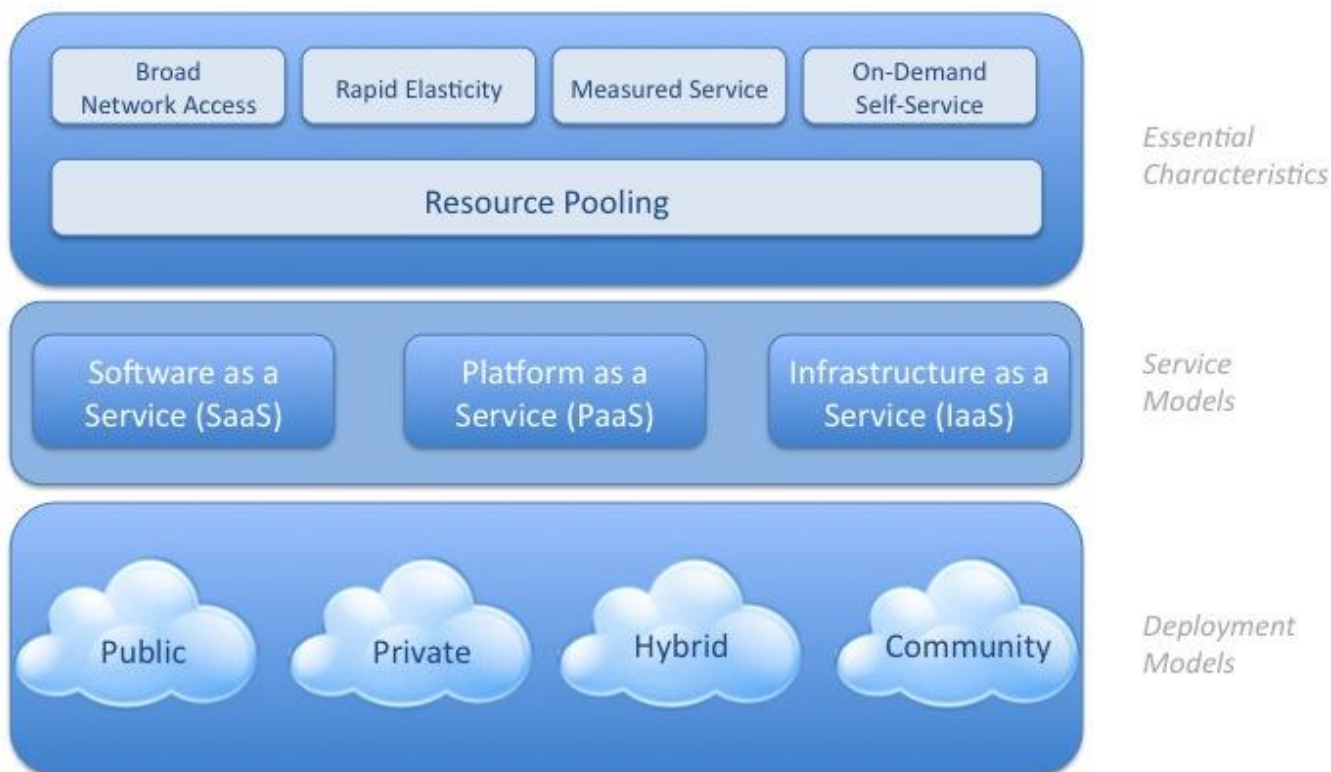 Broad
Network Access
Rapid Elasticity
Measured Service
On-Demand
Self-Service
Resource Pooling
Essential
Characteristics
Software as a
Service (SaaS)
Platform as a
Service (PaaS)
Infrastructure as a
Service (IaaS)
Service
Models
Public
Private
Hybrid
Community
Deployment
Models